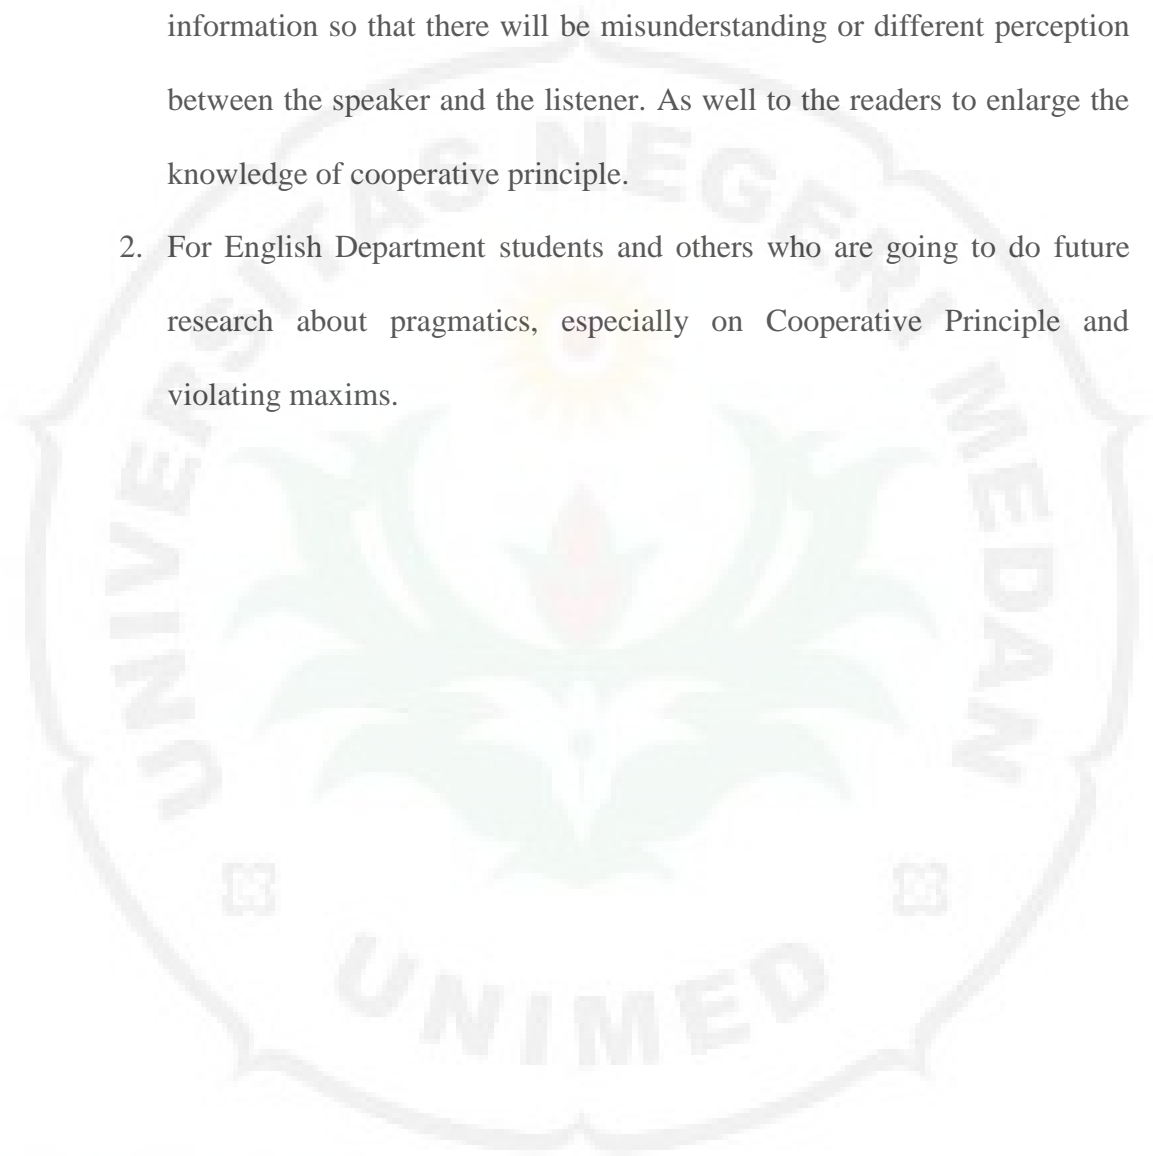 information so that there will be misunderstanding or different perception
between the speaker and the listener. As well to the readers to enlarge the
knowledge of cooperative principle.
2. For English Department students and others who are going to do future
research about pragmatics, especially on Cooperative Principle and
violating maxims.
UNIVERSITAS NEGERI MEDAN
UNIMED